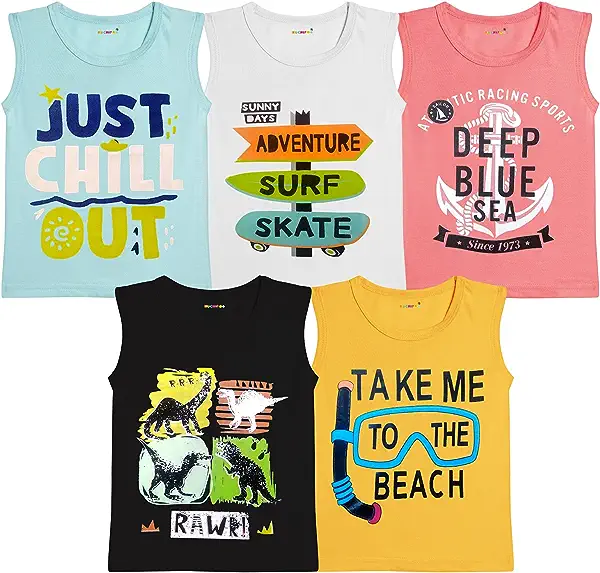 JUST
CHILL
OUT
SUNNY
DAYS
ADVENTURE
SURF
SKATE
RACING SPORTS
SAILOR
DEEP
BLUE
SEA
Since 1973
R.R.R.
RAWR!
TAKE ME
TO THE
BEACH